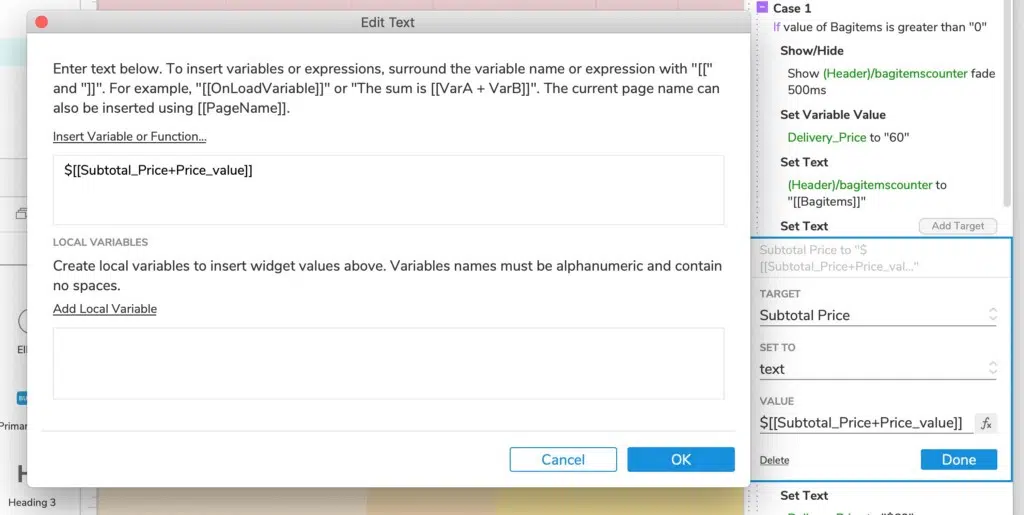 Edit Text
Enter text below. To insert variables or expressions, surround the variable name or expression with "[["
and "]]". For example, "[[OnLoadVariable]]" or "The sum is [[VarA + VarB]]". The current page name can
also be inserted using [[PageName]].
Insert Variable or Function...
$[[Subtotal_Price+Price_value]]
LOCAL VARIABLES
Create local variables to insert widget values above. Variables names must be alphanumeric and contain
no spaces.
Add Local Variable
Cancel
OK
Heading 3
Case 1
If value of Bagitems is greater than "0"
Show/Hide
Show (Header)/bagitemscounter fade
500ms
Set Variable Value
Delivery_Price to "60"
Set Text
(Header)/bagitemscounter to
"[[Bagitems]]"
Set Text
Add Target
Subtotal Price to "$
[[Subtotal_Price+Price_val..."
TARGET
Subtotal Price
SET TO
text
VALUE
$[[Subtotal_Price+Price_value]]
fx
Delete
Done
Set Text